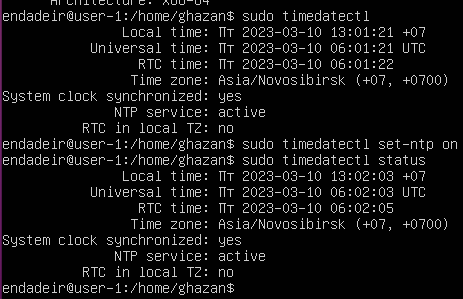 Architecture: x86-64
endadeir@user-1:/home/ghazan$ sudo timedatectl
Local time: Пт 2023-03-10 13:01:21 +07
Universal time: Пт 2023-03-10 06:01:21 UTC
RTC time: Пт 2023-03-10 06:01:22
Time zone: Asia/Novosibirsk (+07, +0700)
System clock synchronized: yes
NTP service: active
RTC in local TZ: no
endadeir@user-1:/home/ghazan$ sudo timedatectl set-ntp on
endadeir@user-1:/home/ghazan$ sudo timedatectl status
Local time: Пт 2023-03-10 13:02:03 +07
Universal time: Пт 2023-03-10 06:02:03 UTC
RTC time: Пт 2023-03-10 06:02:05
Time zone: Asia/Novosibirsk (+07, +0700)
System clock synchronized: yes
NTP service: active
RTC in local TZ: no
endadeir@user-1:/home/ghazan$